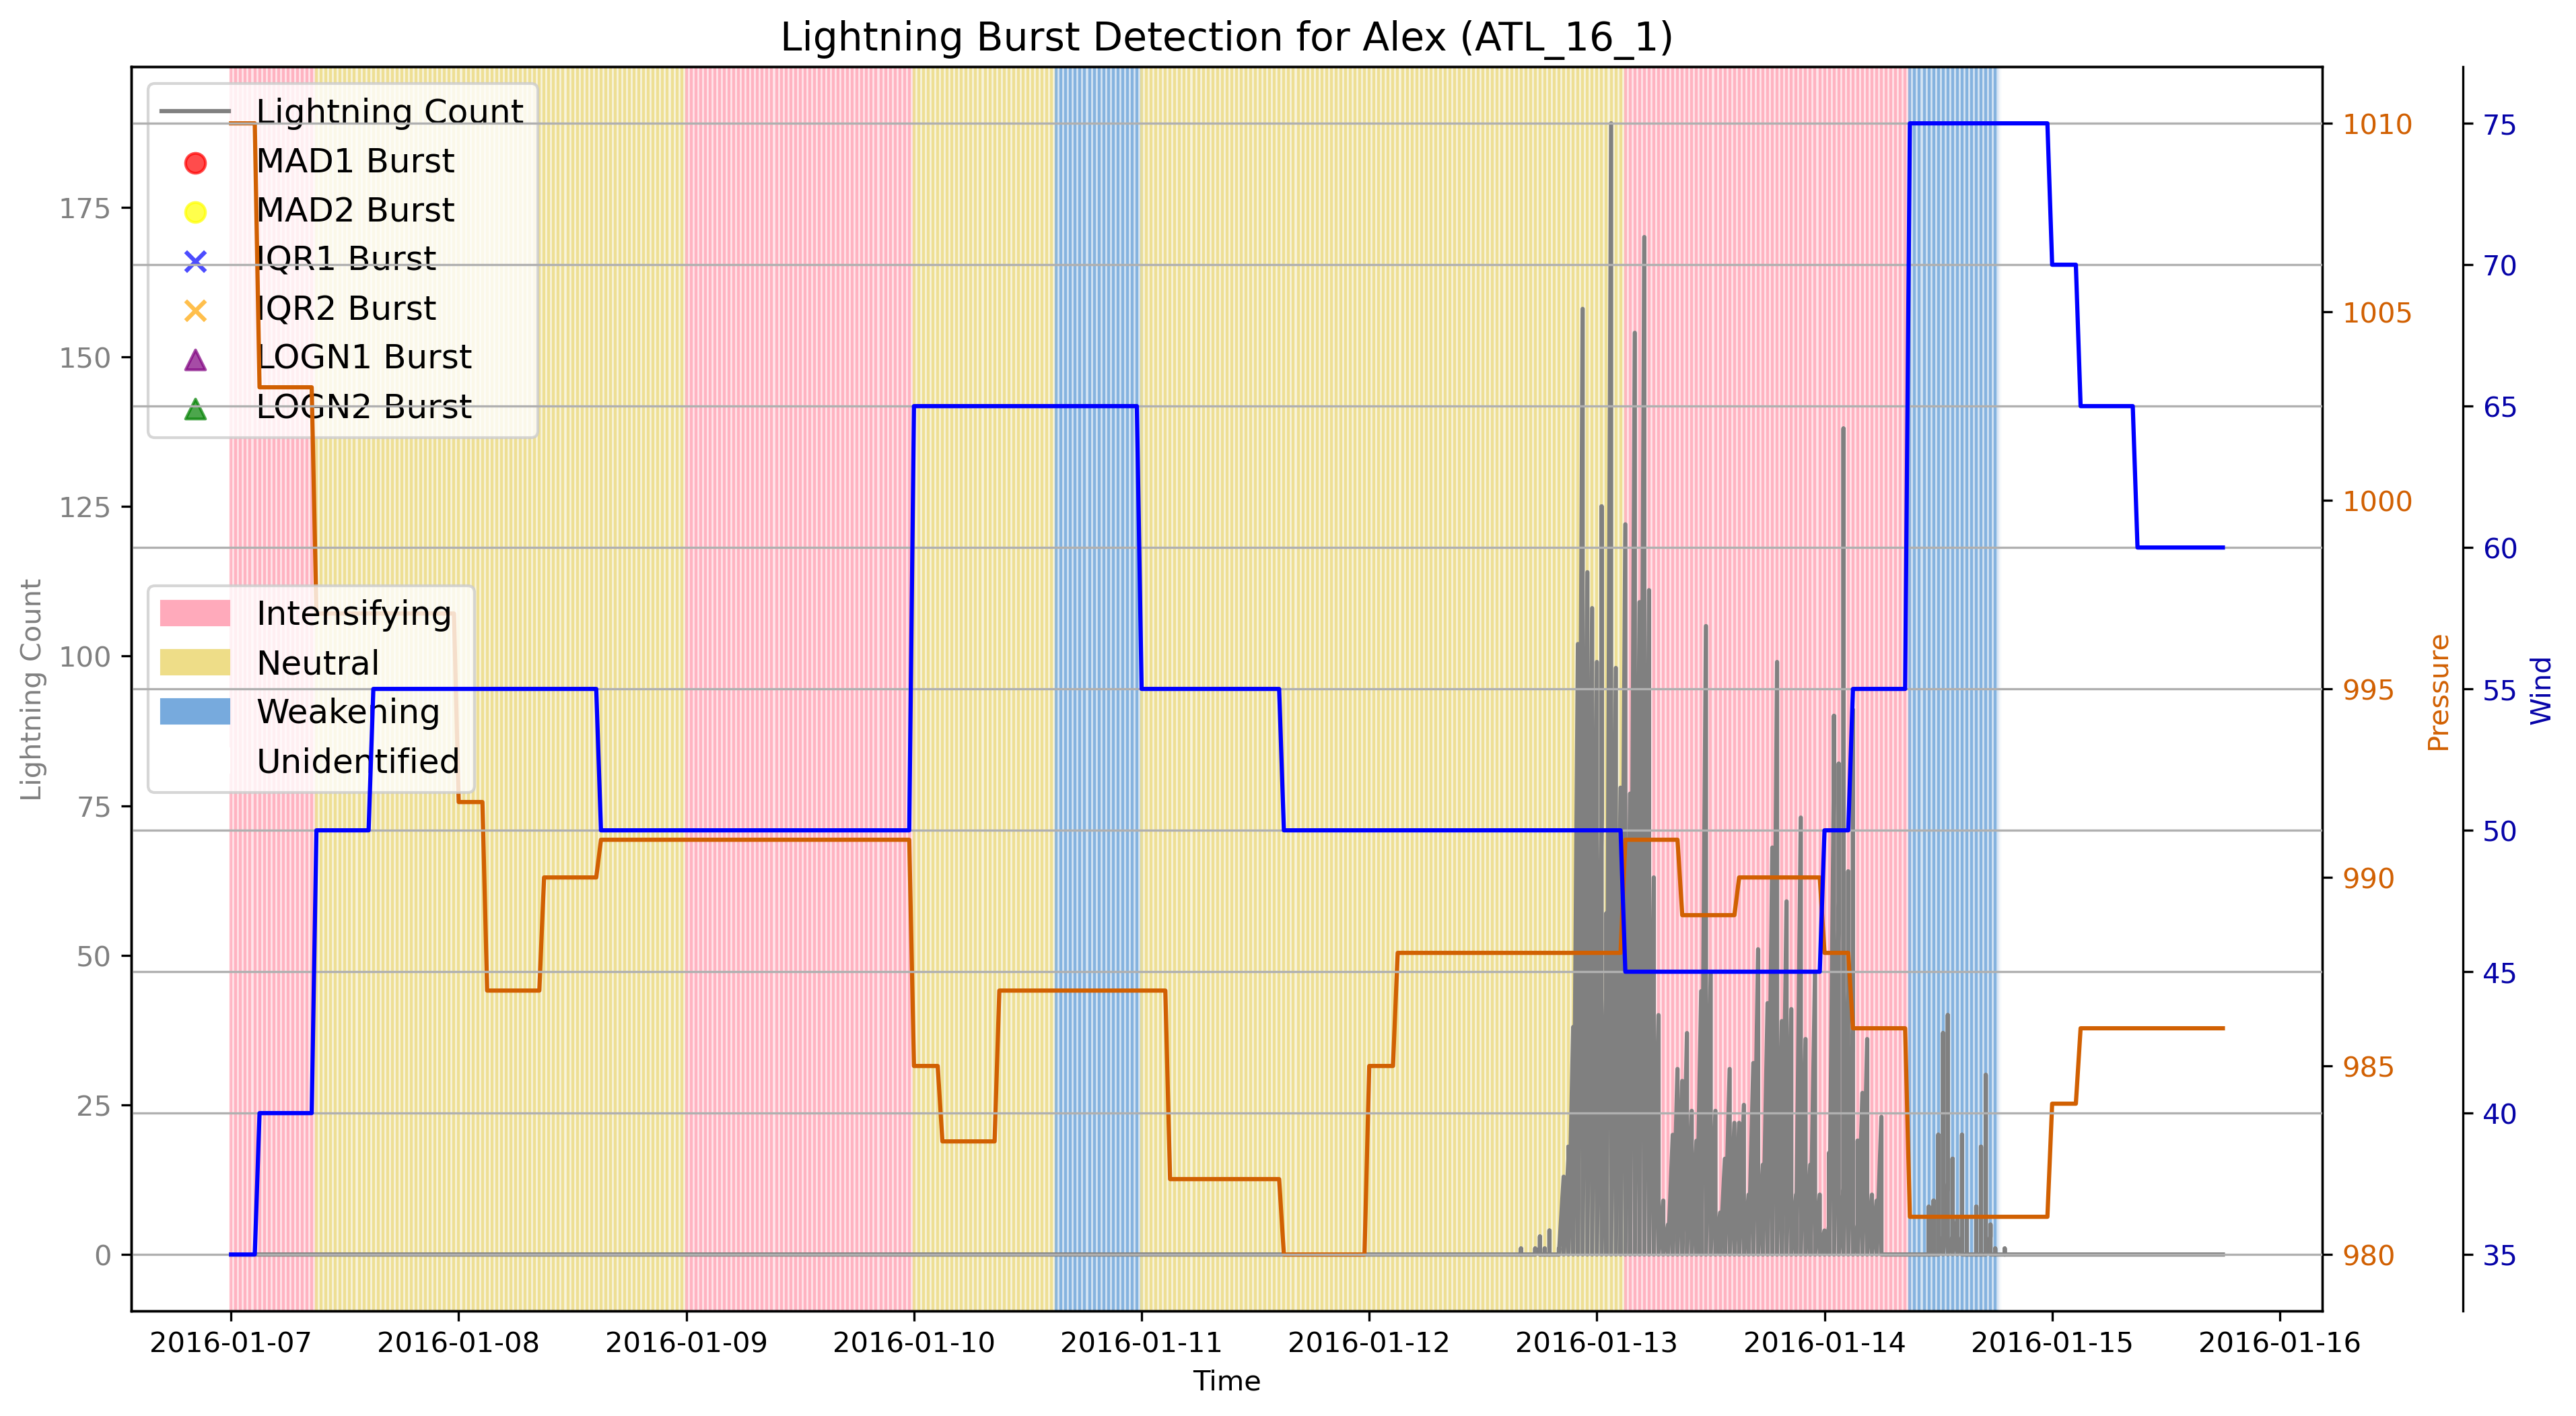 Lightning Burst Detection for Alex (ATL_16_1)
Lightning Count
MAD1 Burst
MAD2 Burst
IQR1 Burst
IQR2 Burst
LOGN1 Burst
LOGN2 Burst
Intensifying
Neutral
Weakening
Unidentified
Lightning Count
175
150
125
100
75
50
25
0
1010
1005
1000
995
990
985
980
Pressure
75
70
65
60
55
50
45
40
35
Wind
2016-01-07 2016-01-08 2016-01-09 2016-01-10 2016-01-11 2016-01-12 2016-01-13 2016-01-14 2016-01-15 2016-01-16
Time